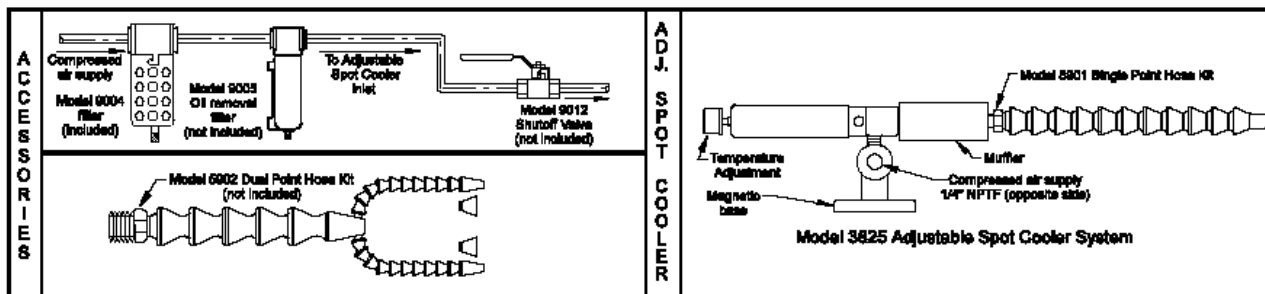 ACCESSORIES
Compressed
air supply
Model 9004
filter
(included)
Model 9005
Oil removal
filter
(not included)
To Adjustable
Spot Cooler
Inlet
Model 9012
Shutoff Valve
(not included)
Model 5902 Dual Point Hose Kit
(not included)
ADJ. SPOT COOLER
Model 5901 Single Point Hose Kit
Temperature
Adjustment
Muffler
Compressed air supply
1/4" NPTF (opposite side)
Magnetic
base
Model 3825 Adjustable Spot Cooler System